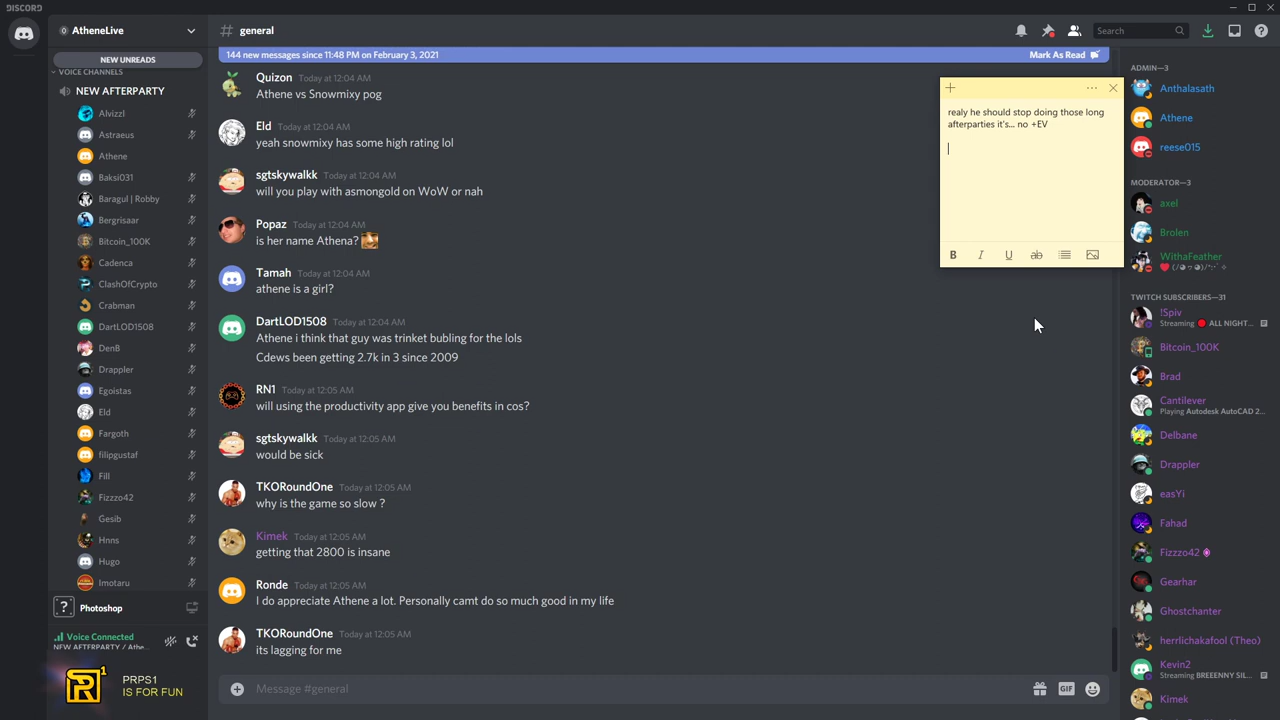 DISCORD
AtheneLive
NEW UNREADS
VOICE CHANNELS
NEW AFTERPARTY
Alvizzl
Astraeus
Athene
Baksi031
Baragul | Robby
Bergrisaar
Bitcoin_100K
Cadenca
ClashOfCrypto
Crabman
DartLOD1508
DenB
Drappler
Egoistas
Eld
Fargoth
filipgustaf
Fill
Fizzzo42
Gesib
Hnns
Hugo
Imotaru
? Photoshop
Voice Connected
NEW AFTERPARTY / Athe...
R1
PRPS1
IS FOR FUN
# general
Search
144 new messages since 11:48 PM on February 3, 2021
Mark As Read
Quizon Today at 12:04 AM
Athene vs Snowmixy pog
Eld Today at 12:04 AM
yeah snowmixy has some high rating lol
sgtskywalkk Today at 12:04 AM
will you play with asmongold on WoW or nah
Popaz Today at 12:04 AM
is her name Athena?
Tamah Today at 12:04 AM
athene is a girl?
DartLOD1508 Today at 12:04 AM
Athene i think that guy was trinket bubling for the lols
Cdews been getting 2.7k in 3 since 2009
RN1 Today at 12:05 AM
will using the productivity app give you benefits in cos?
sgtskywalkk Today at 12:05 AM
would be sick
TKORoundOne Today at 12:05 AM
why is the game so slow ?
Kimek Today at 12:05 AM
getting that 2800 is insane
Ronde Today at 12:05 AM
I do appreciate Athene a lot. Personally camt do so much good in my life
TKORoundOne Today at 12:05 AM
its lagging for me
Message #general
GIF
realy he should stop doing those long
afterparties it's... no +EV
B I U ab
ADMIN—3
Anthalasath
Athene
reese015
MODERATOR—3
axel
Brolen
WithaFeather
TWITCH SUBSCRIBERS—31
!Spiv
Streaming ALL NIGHT...
Bitcoin_100K
Brad
Cantilever
Playing Autodesk AutoCAD 2...
Delbane
Drappler
easYi
Fahad
Fizzzo42
Gearhar
Ghostchanter
herrlichakafool (Theo)
Kevin2
Streaming BREEENNY SIL...
Kimek